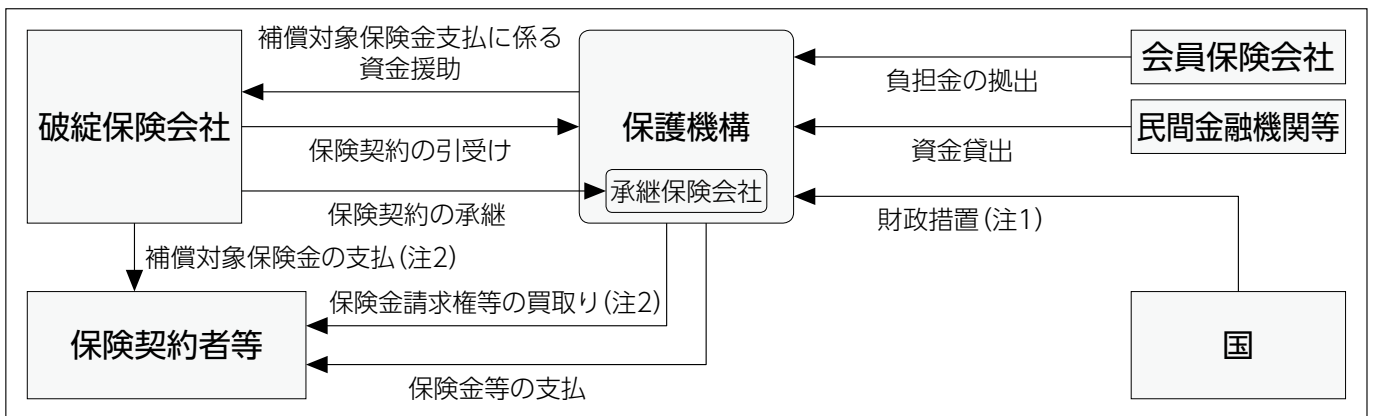 補償対象保険金支払に係る
資金援助
破綻保険会社
保険契約の引受け
保険契約の承継
保護機構
承継保険会社
会員保険会社
負担金の拠出
民間金融機関等
資金貸出
財政措置(注1)
補償対象保険金の支払(注2)
保険金請求権等の買取り(注2)
保険契約者等
保険金等の支払
国